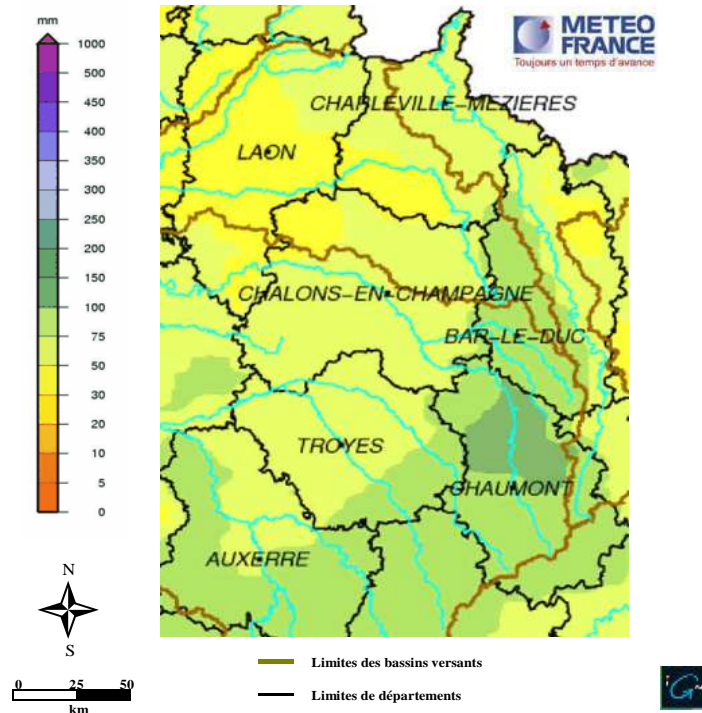 mm
1000
500
450
400
350
300
250
200
150
100
75
50
30
20
10
5
0
METEO
FRANCE
Toujours un temps d'avance
CHARLEVILLE-MEZIERES
LAON
CHALONS-EN-CHAMPAGNE
BAR-LE-DUC
TROYES
CHAUMONT
AUXERRE
N
S
0 25 50
km
Limites des bassins versants
Limites de départements